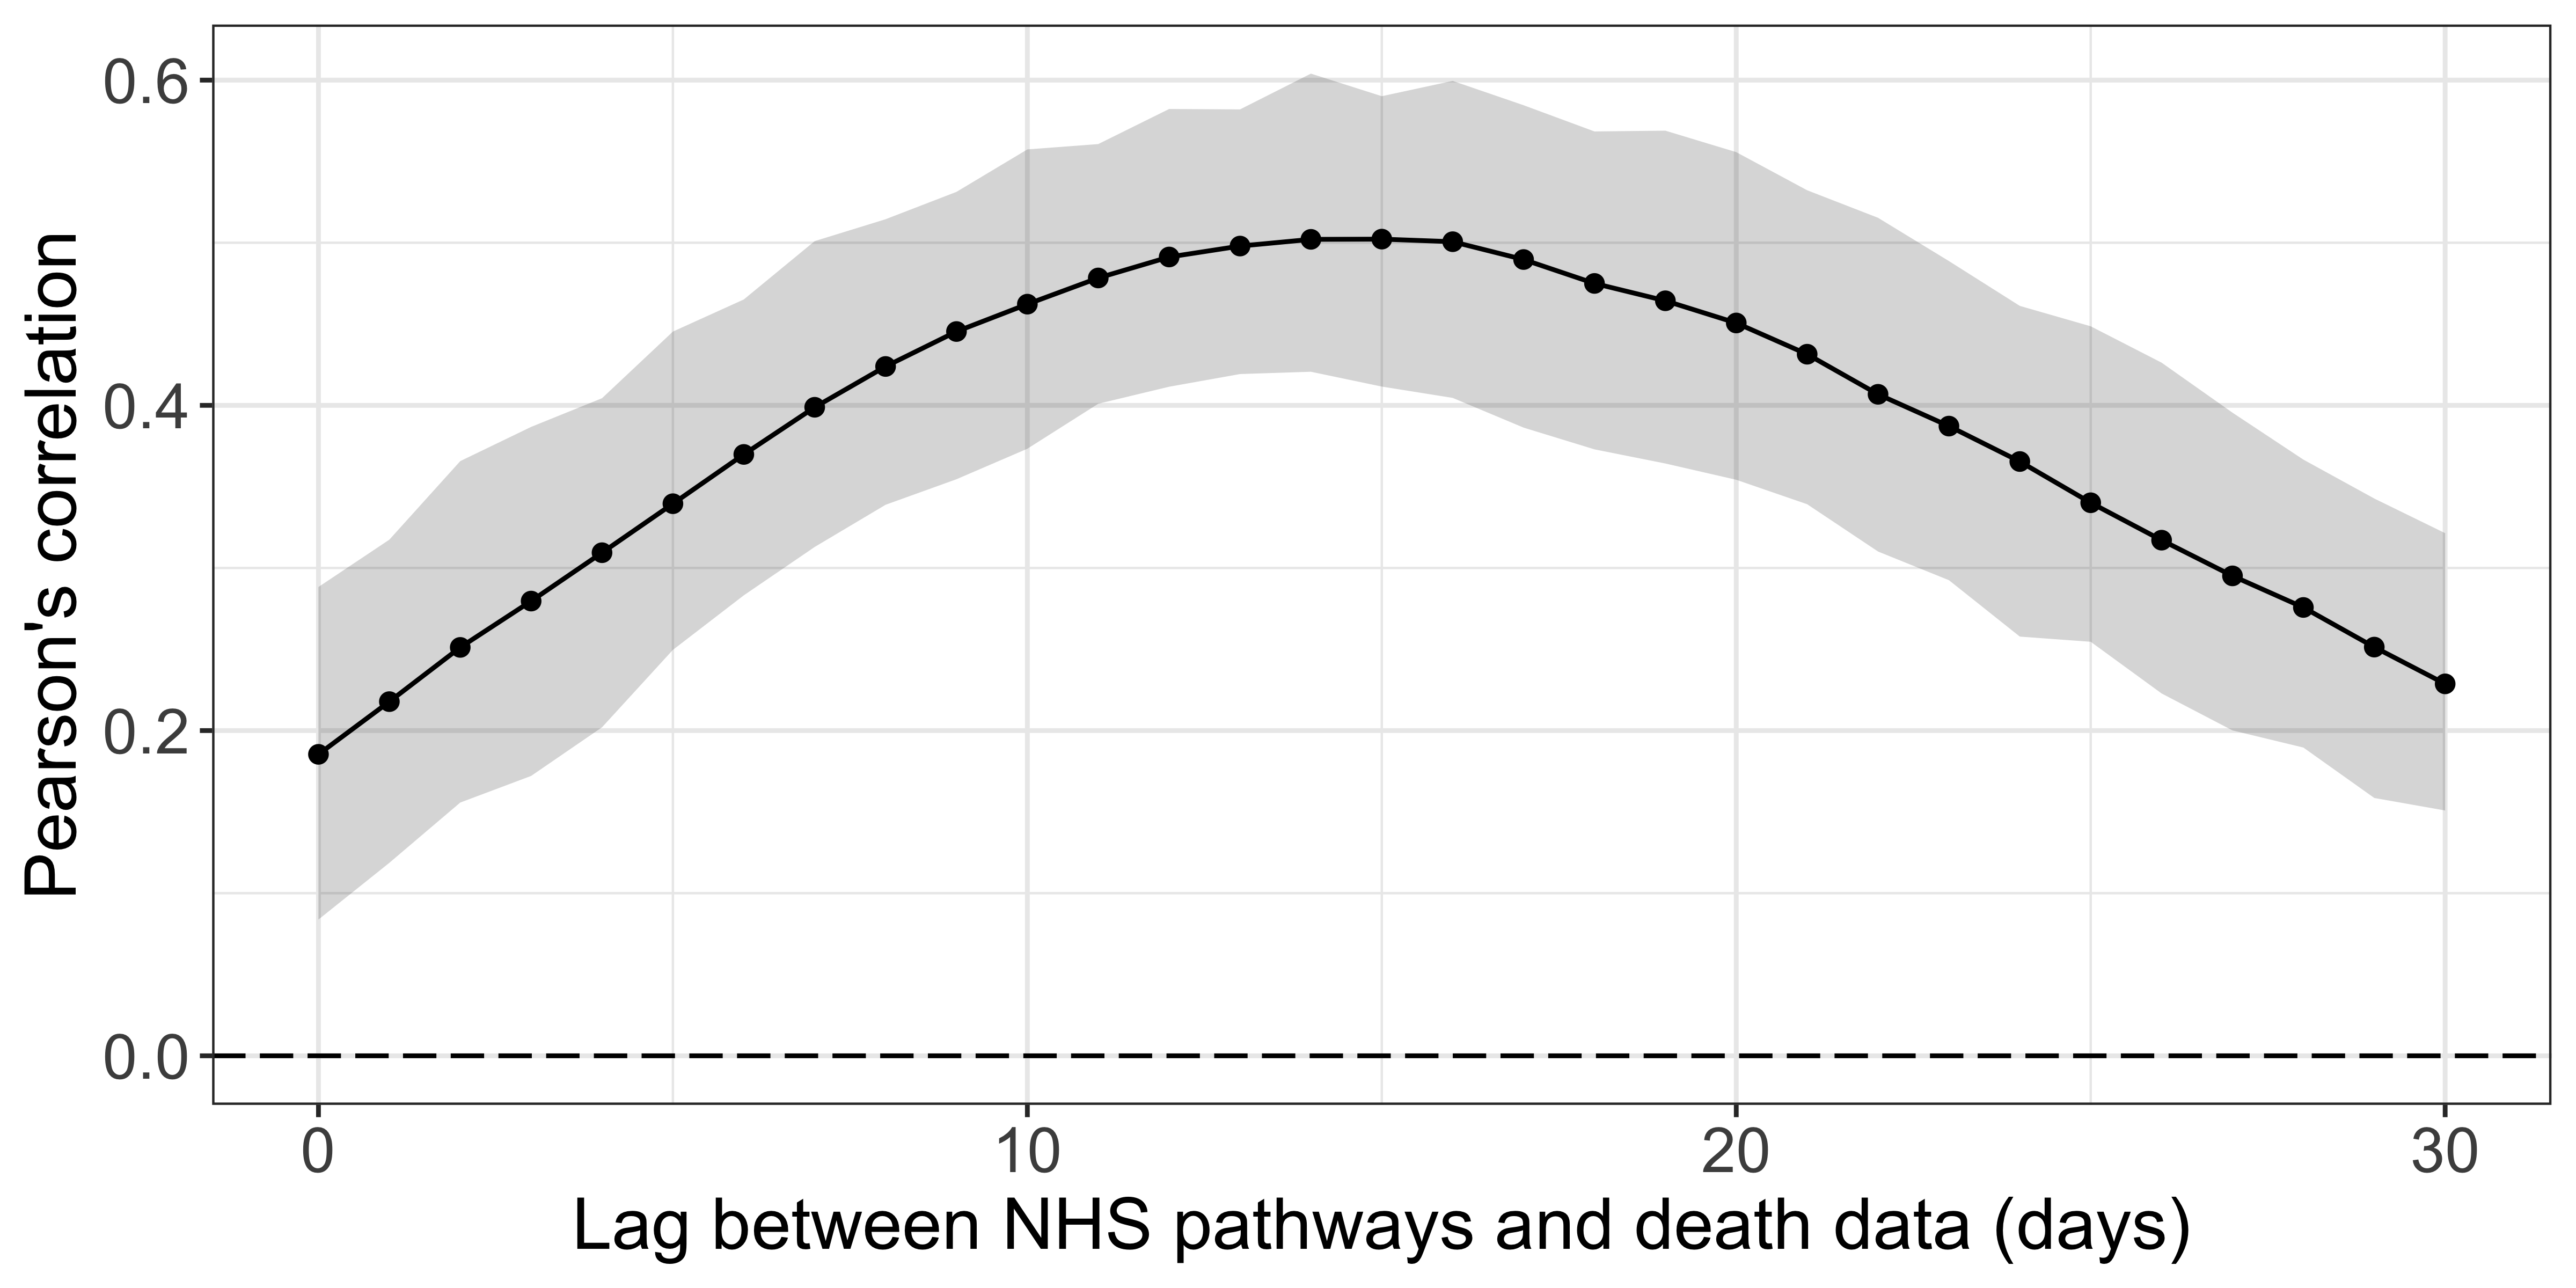 Pearson's correlation
0.6
0.4
0.2
0.0
0 10 20 30
Lag between NHS pathways and death data (days)